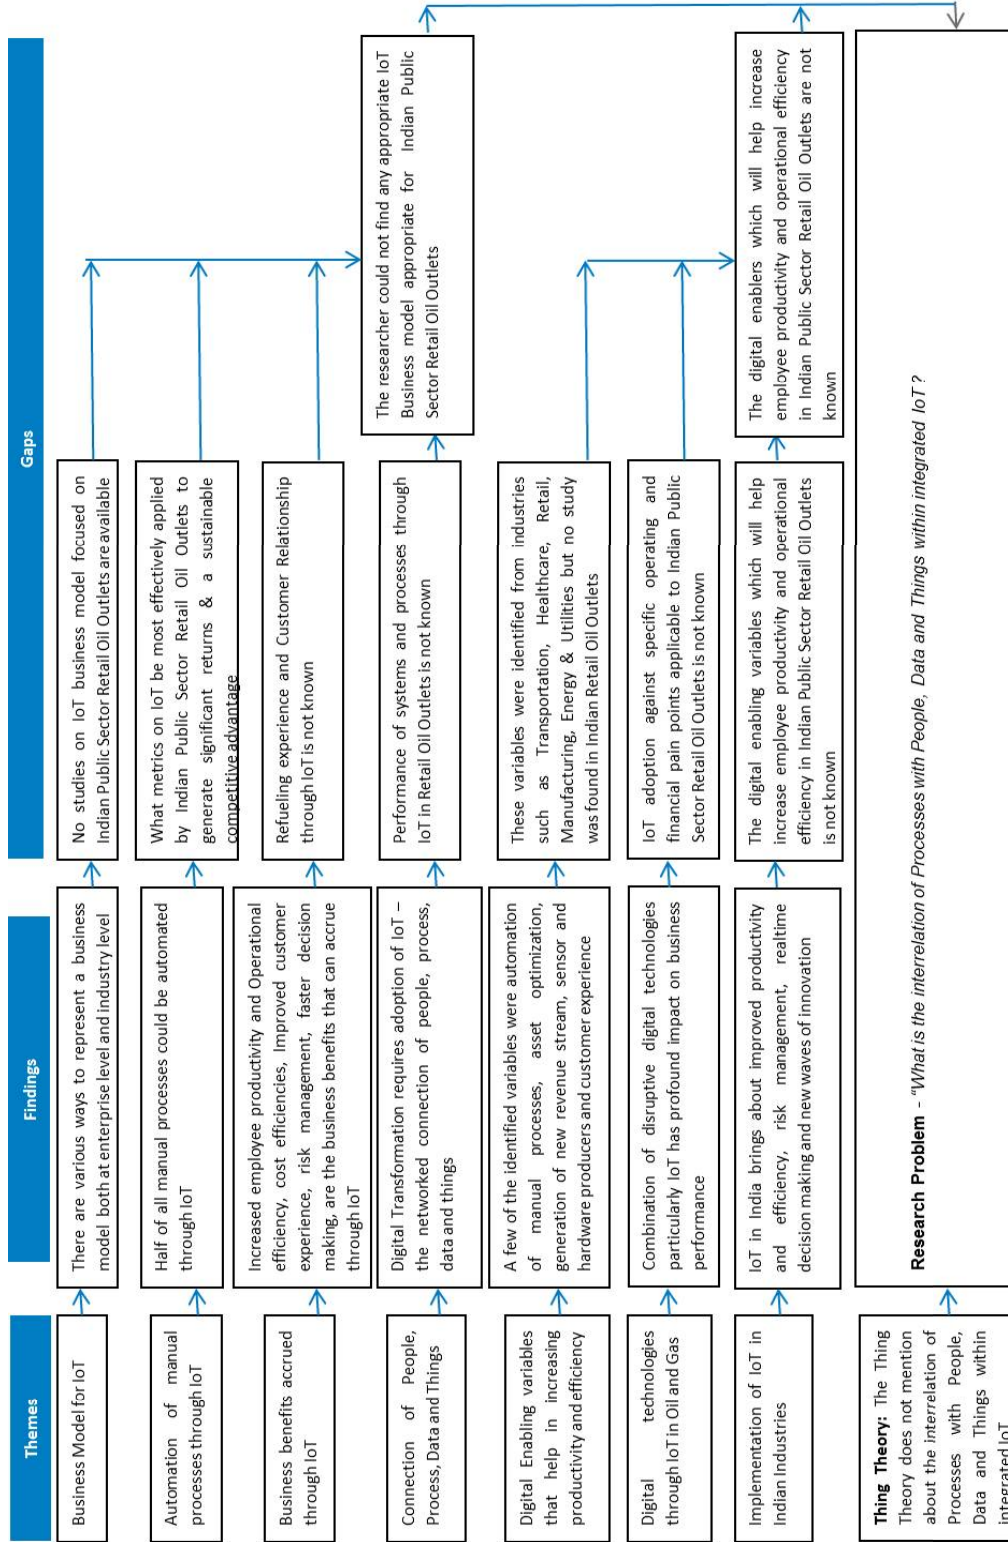 Themes
Findings
Gaps
Business Model for IoT
There are various ways to represent a business
model both at enterprise level and industry level
No studies on IoT business model focused on
Indian Public Sector Retail Oil Outlets are available
Automation of manual
processes through IoT
Half of all manual processes could be automated
through IoT
What metrics on IoT be most effectively applied
by Indian Public Sector Retail Oil Outlets to
generate significant returns & a sustainable
competitive advantage
Business benefits accrued
through IoT
Increased employee productivity and Operational
efficiency, cost efficiencies, Improved customer
experience, risk management, faster decision
making, are the business benefits that can accrue
through IoT
Refueling experience and Customer Relationship
through IoT is not known
Connection of People,
Process, Data and Things
Digital Transformation requires adoption of IoT –
the networked connection of people, process,
data and things
Performance of systems and processes through
IoT in Retail Oil Outlets is not known
The researcher could not find any appropriate IoT
Business model appropriate for Indian Public
Sector Retail Oil Outlets
Digital Enabling variables
that help in increasing
productivity and efficiency
A few of the identified variables were automation
of manual processes, asset optimization,
generation of new revenue stream, sensor and
hardware producers and customer experience
These variables were identified from industries
such as Transportation, Healthcare, Retail,
Manufacturing, Energy & Utilities but no study
was found in Indian Retail Oil Outlets
Digital technologies
through IoT in Oil and Gas
Combination of disruptive digital technologies
particularly IoT has profound impact on business
performance
IoT adoption against specific operating and
financial pain points applicable to Indian Public
Sector Retail Oil Outlets is not known
Implementation of IoT in
Indian Industries
IoT in India brings about improved productivity
and efficiency, risk management, realtime
decision making and new waves of innovation
The digital enabling variables which will help
increase employee productivity and operational
efficiency in Indian Public Sector Retail Oil Outlets
is not known
The digital enablers which will help increase
employee productivity and operational efficiency
in Indian Public Sector Retail Oil Outlets are not
known
Thing Theory: The Thing
Theory does not mention
about the interrelation of
Processes with People,
Data and Things within
integrated IoT
Research Problem - "What is the interrelation of Processes with People, Data and Things within integrated IoT ?